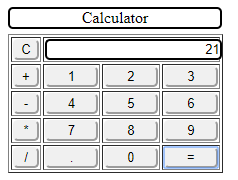 Calculator
C 21
+ 1 2 3
- 4 5 6
* 7 8 9
/ . 0 =